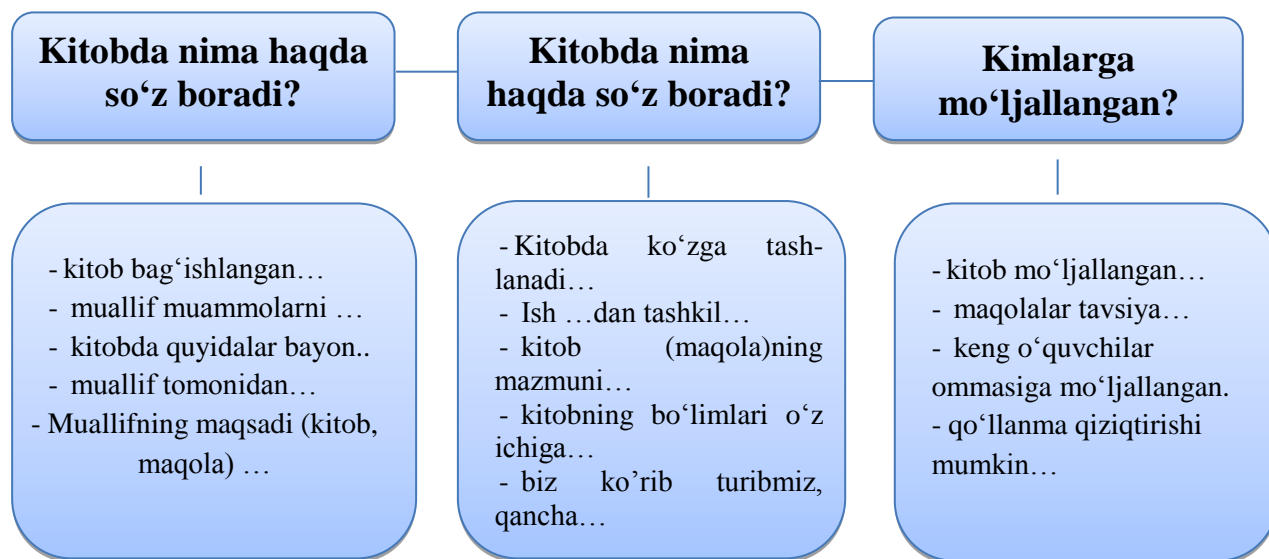 Kitobda nima haqda
so‘z boradi?
Kitobda nima
haqda so‘z boradi?
Kimlarga
mo‘ljallangan?
- kitob bag‘ishlangan…
- muallif muammolarni …
- kitobda quyidalar bayon..
- muallif tomonidan…
- Muallifning maqsadi (kitob,
maqola) …
- Kitobda ko‘zga tash-
lanadi…
- Ish …dan tashkil…
- kitob (maqola)ning
mazmuni…
- kitobning bo‘limlari o‘z
ichiga…
- biz ko’rib turibmiz,
qancha…
- kitob mo‘ljallangan…
- maqolalar tavsiya…
- keng o‘quvchilar
ommasiga mo‘ljallangan.
- qo‘llanma qiziqtirishi
mumkin…